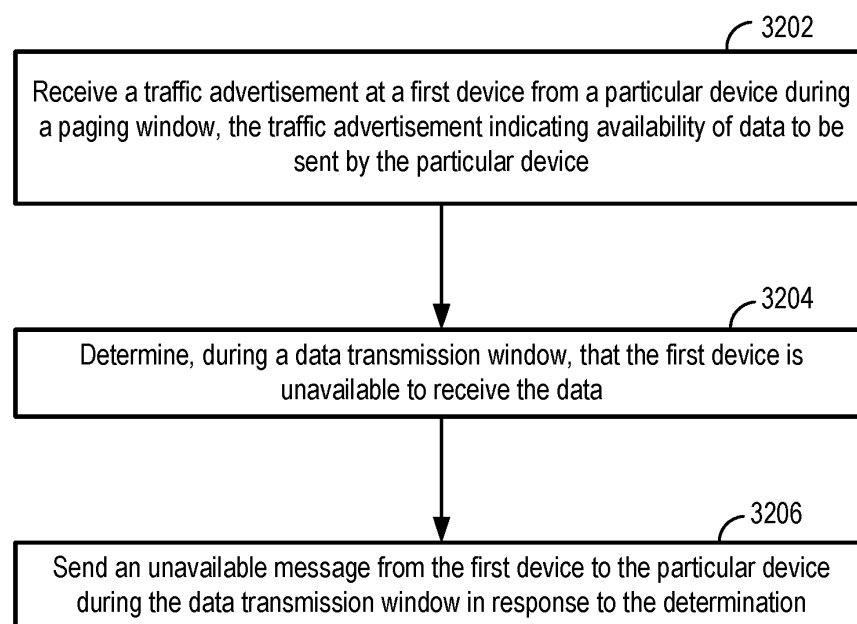 3202
Receive a traffic advertisement at a first device from a particular device during
a paging window, the traffic advertisement indicating availability of data to be
sent by the particular device
3204
Determine, during a data transmission window, that the first device is
unavailable to receive the data
3206
Send an unavailable message from the first device to the particular device
during the data transmission window in response to the determination